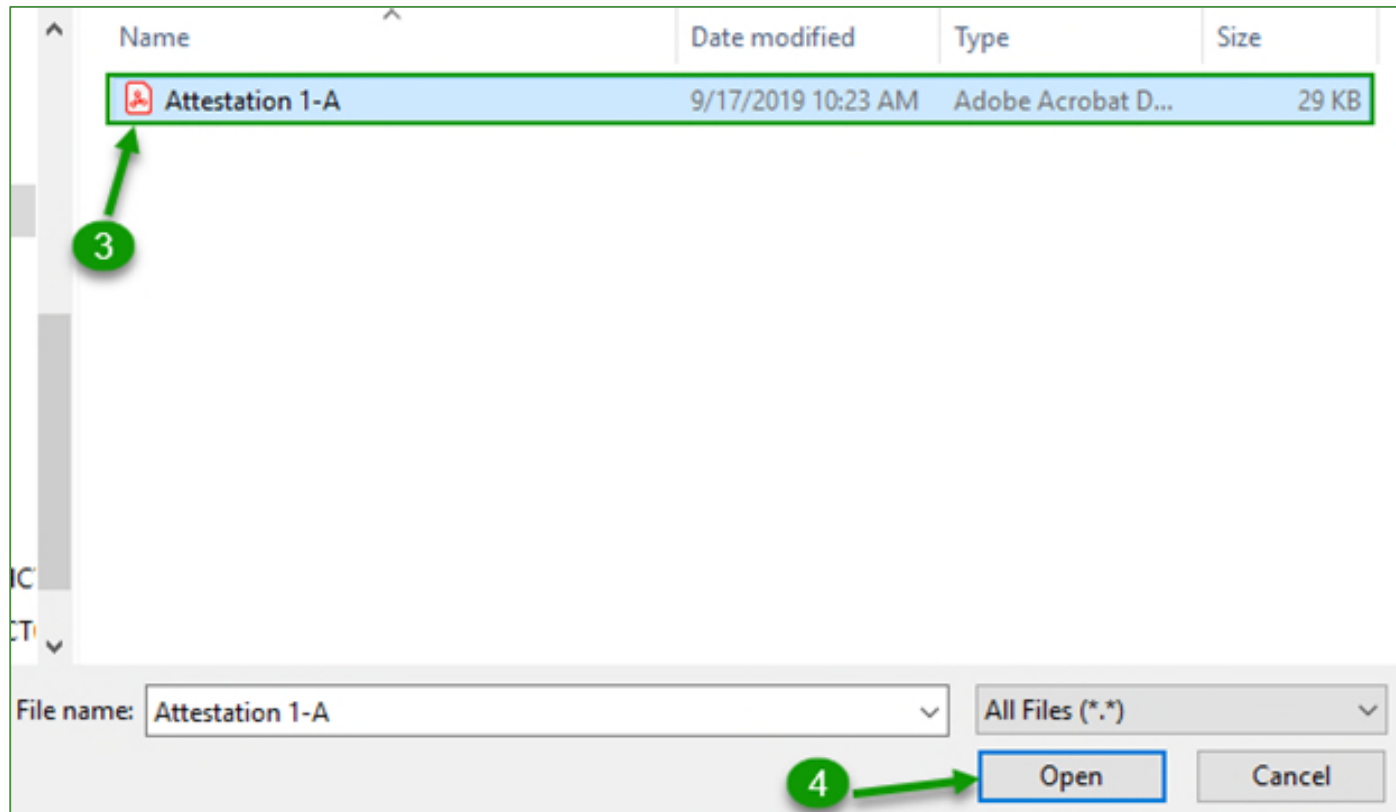 Name Date modified Type Size
Attestation 1-A 9/17/2019 10:23 AM Adobe Acrobat D... 29 KB
3
File name: Attestation 1-A All Files (*.*)
4 Open Cancel